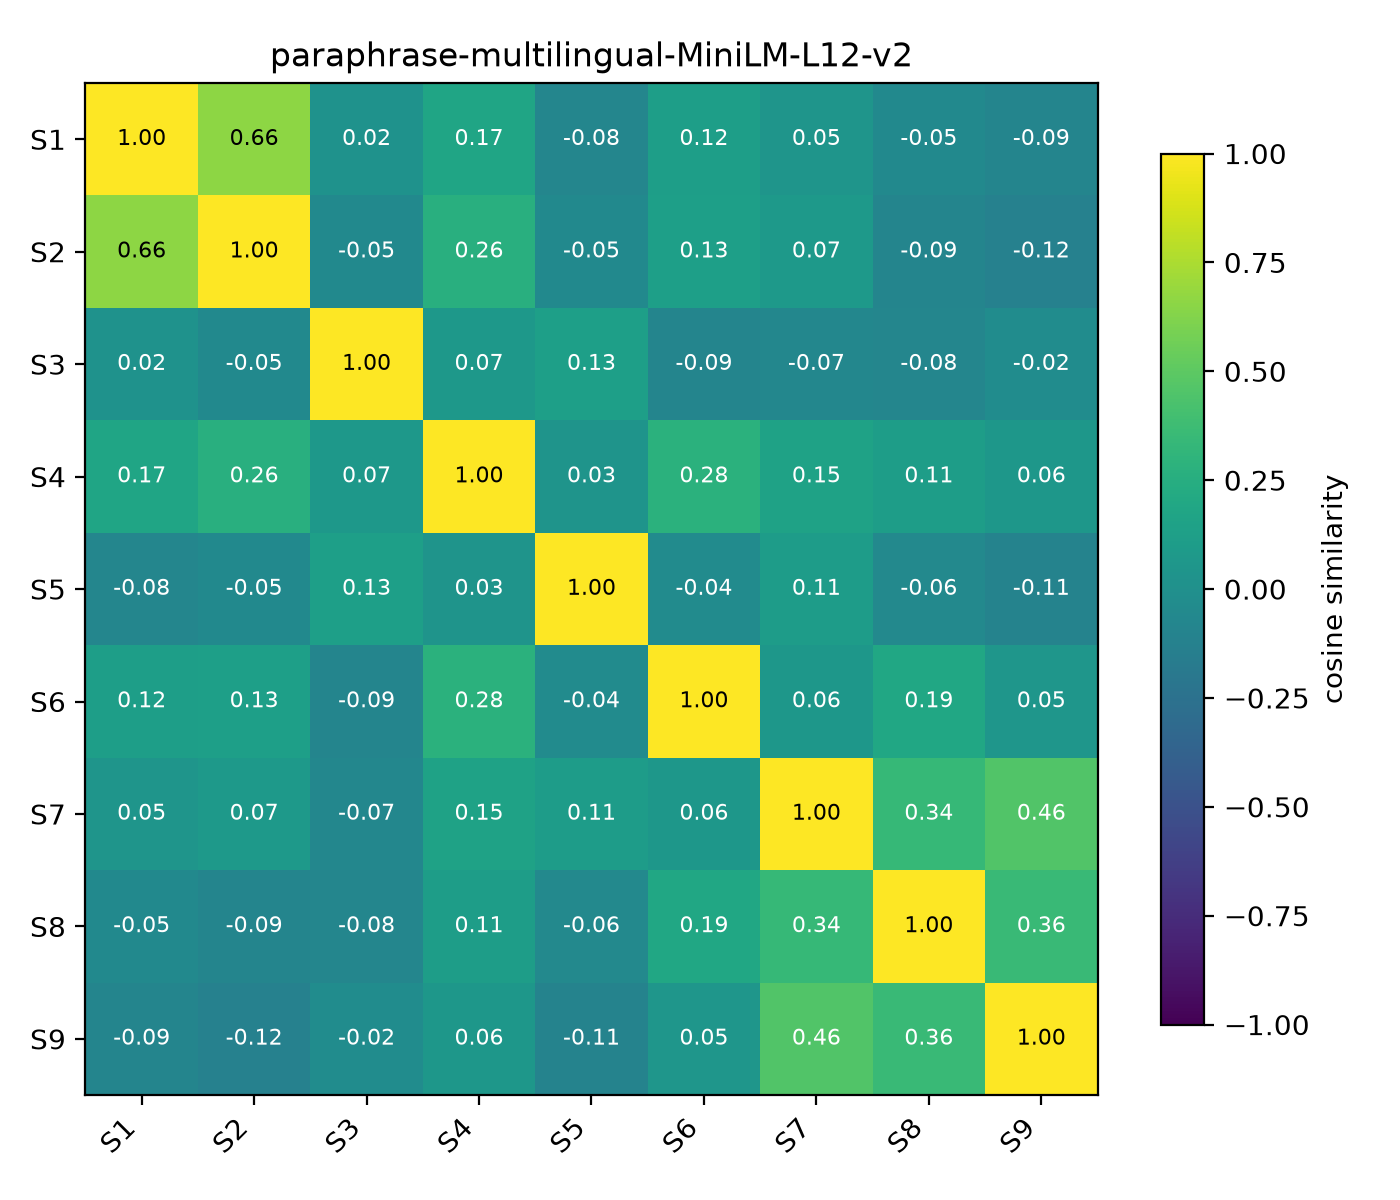 paraphrase-multilingual-MiniLM-L12-v2
S1 1.00 0.66 0.02 0.17 -0.08 0.12 0.05 -0.05 -0.09
S2 0.66 1.00 -0.05 0.26 -0.05 0.13 0.07 -0.09 -0.12
S3 0.02 -0.05 1.00 0.07 0.13 -0.09 -0.07 -0.08 -0.02
S4 0.17 0.26 0.07 1.00 0.03 0.28 0.15 0.11 0.06
S5 -0.08 -0.05 0.13 0.03 1.00 -0.04 0.11 -0.06 -0.11
S6 0.12 0.13 -0.09 0.28 -0.04 1.00 0.06 0.19 0.05
S7 0.05 0.07 -0.07 0.15 0.11 0.06 1.00 0.34 0.46
S8 -0.05 -0.09 -0.08 0.11 -0.06 0.19 0.34 1.00 0.36
S9 -0.09 -0.12 -0.02 0.06 -0.11 0.05 0.46 0.36 1.00
S1 S2 S3 S4 S5 S6 S7 S8 S9
1.00
0.75
0.50
0.25
0.00
−0.25
−0.50
−0.75
−1.00
cosine similarity